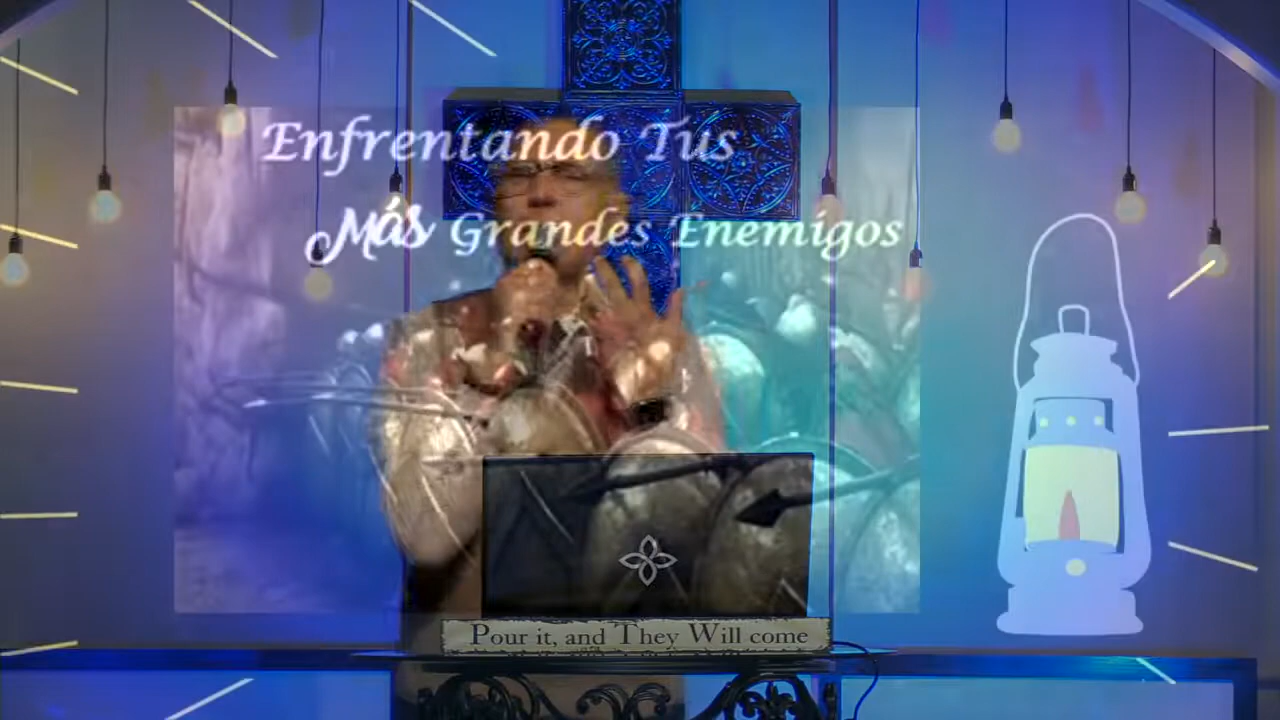 Enfrentando Tus
Más Grandes Enemigos
Pour it, and They Will come